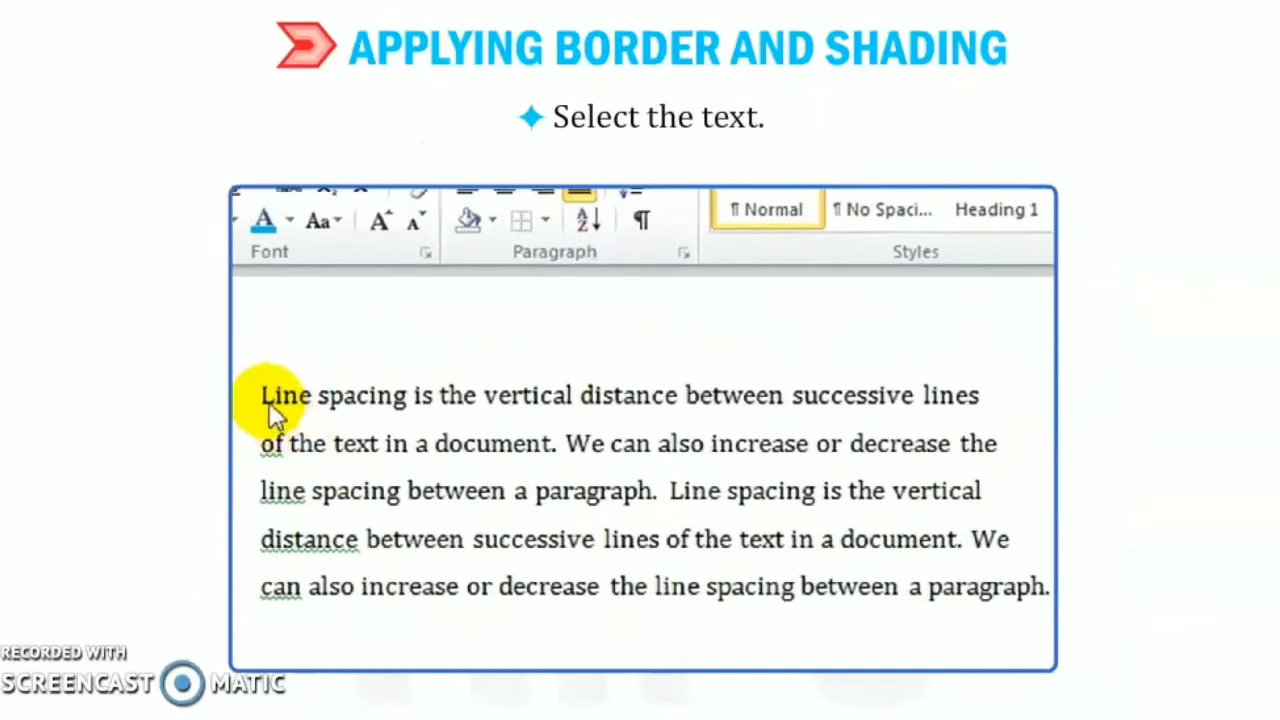 APPLYING BORDER AND SHADING
Select the text.
A Aa A A A Z ¶ ¶ Normal ¶ No Spaci... Heading 1
Font Paragraph Styles
Line spacing is the vertical distance between successive lines
of the text in a document. We can also increase or decrease the
line spacing between a paragraph. Line spacing is the vertical
distance between successive lines of the text in a document. We
can also increase or decrease the line spacing between a paragraph.
RECORDED WITH
SCREENCAST MATIC